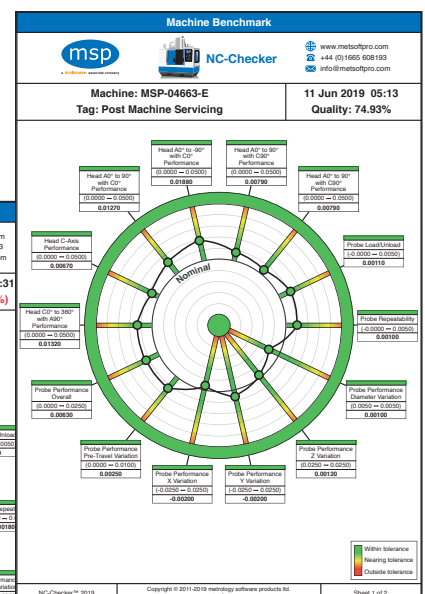 Machine Benchmark
msp
NC-Checker
www.metsoftpro.com
+44 (0)1665 608193
info@metsoftpro.com
Machine: MSP-04663-E
Tag: Post Machine Servicing
11 Jun 2019 05:13
Quality: 74.93%
Head A0° to -90°
with C0°
Performance
(0.0000 — 0.0500)
0.01880
Head A0° to 90°
with C90°
Performance
(0.0000 — 0.0500)
0.00790
Head A0° to 90°
with C0°
Performance
(0.0000 — 0.0500)
0.01270
Head A0° to 90°
with C90°
Performance
(0.0000 — 0.0500)
0.00790
Head C-Axis
Performance
(0.0000 — 0.0500)
0.00670
Probe Load/Unload
(-0.0000 — 0.0050)
0.00110
Nominal
Head C0° to 360°
with A90°
Performance
(0.0000 — 0.0500)
0.01320
Probe Repeatability
(-0.0000 — 0.0050)
0.00100
Probe Performance
Overall
(0.0000 — 0.0250)
0.00630
Probe Performance
Diameter Variation
(0.0050 — 0.0050)
0.00100
Probe Performance
Pre-Travel Variation
(0.0000 — 0.0100)
0.00250
Probe Performance
Z Variation
(0.0250 — 0.0250)
0.00120
Probe Performance
X Variation
(-0.0250 — 0.0250)
-0.00200
Probe Performance
Y Variation
(-0.0250 — 0.0250)
-0.00200
Within tolerance
Nearing tolerance
Outside tolerance
NC-Checker™ 2019
Copyright © 2011-2019 metrology software products ltd.
Sheet 1 of 2
:31
%)